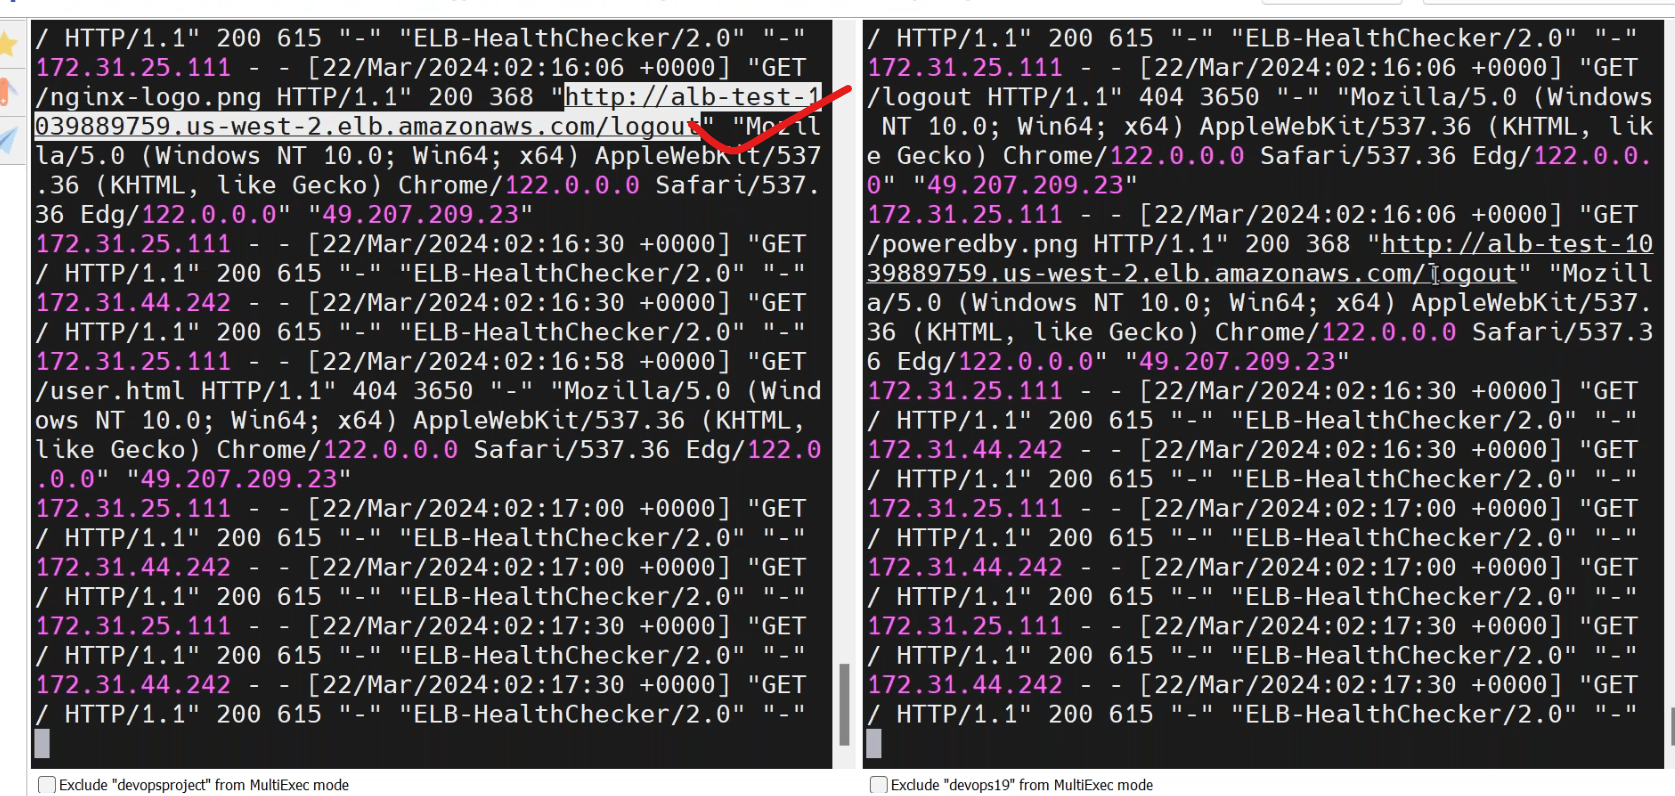 / HTTP/1.1" 200 615 "-" "ELB-HealthChecker/2.0" "-"
172.31.25.111 - - [22/Mar/2024:02:16:06 +0000] "GET
/nginx-logo.png HTTP/1.1" 200 368 "http://alb-test-1
039889759.us-west-2.elb.amazonaws.com/logout" "Mozil
la/5.0 (Windows NT 10.0; Win64; x64) AppleWebKit/537
.36 (KHTML, like Gecko) Chrome/122.0.0.0 Safari/537.
36 Edg/122.0.0.0" "49.207.209.23"
172.31.25.111 - - [22/Mar/2024:02:16:30 +0000] "GET
/ HTTP/1.1" 200 615 "-" "ELB-HealthChecker/2.0" "-"
172.31.44.242 - - [22/Mar/2024:02:16:30 +0000] "GET
/ HTTP/1.1" 200 615 "-" "ELB-HealthChecker/2.0" "-"
172.31.25.111 - - [22/Mar/2024:02:16:58 +0000] "GET
/user.html HTTP/1.1" 404 3650 "-" "Mozilla/5.0 (Wind
ows NT 10.0; Win64; x64) AppleWebKit/537.36 (KHTML,
like Gecko) Chrome/122.0.0.0 Safari/537.36 Edg/122.0
.0.0" "49.207.209.23"
172.31.25.111 - - [22/Mar/2024:02:17:00 +0000] "GET
/ HTTP/1.1" 200 615 "-" "ELB-HealthChecker/2.0" "-"
172.31.44.242 - - [22/Mar/2024:02:17:00 +0000] "GET
/ HTTP/1.1" 200 615 "-" "ELB-HealthChecker/2.0" "-"
172.31.25.111 - - [22/Mar/2024:02:17:30 +0000] "GET
/ HTTP/1.1" 200 615 "-" "ELB-HealthChecker/2.0" "-"
172.31.44.242 - - [22/Mar/2024:02:17:30 +0000] "GET
/ HTTP/1.1" 200 615 "-" "ELB-HealthChecker/2.0" "-"
Exclude "devopsproject" from MultiExec mode
/ HTTP/1.1" 200 615 "-" "ELB-HealthChecker/2.0" "-"
172.31.25.111 - - [22/Mar/2024:02:16:06 +0000] "GET
/logout HTTP/1.1" 404 3650 "-" "Mozilla/5.0 (Windows
NT 10.0; Win64; x64) AppleWebKit/537.36 (KHTML, lik
e Gecko) Chrome/122.0.0.0 Safari/537.36 Edg/122.0.0.
0" "49.207.209.23"
172.31.25.111 - - [22/Mar/2024:02:16:06 +0000] "GET
/poweredby.png HTTP/1.1" 200 368 "http://alb-test-10
39889759.us-west-2.elb.amazonaws.com/logout" "Mozill
a/5.0 (Windows NT 10.0; Win64; x64) AppleWebKit/537.
36 (KHTML, like Gecko) Chrome/122.0.0.0 Safari/537.3
6 Edg/122.0.0.0" "49.207.209.23"
172.31.25.111 - - [22/Mar/2024:02:16:30 +0000] "GET
/ HTTP/1.1" 200 615 "-" "ELB-HealthChecker/2.0" "-"
172.31.44.242 - - [22/Mar/2024:02:16:30 +0000] "GET
/ HTTP/1.1" 200 615 "-" "ELB-HealthChecker/2.0" "-"
172.31.25.111 - - [22/Mar/2024:02:17:00 +0000] "GET
/ HTTP/1.1" 200 615 "-" "ELB-HealthChecker/2.0" "-"
172.31.44.242 - - [22/Mar/2024:02:17:00 +0000] "GET
/ HTTP/1.1" 200 615 "-" "ELB-HealthChecker/2.0" "-"
172.31.25.111 - - [22/Mar/2024:02:17:30 +0000] "GET
/ HTTP/1.1" 200 615 "-" "ELB-HealthChecker/2.0" "-"
172.31.44.242 - - [22/Mar/2024:02:17:30 +0000] "GET
/ HTTP/1.1" 200 615 "-" "ELB-HealthChecker/2.0" "-"
Exclude "devops19" from MultiExec mode